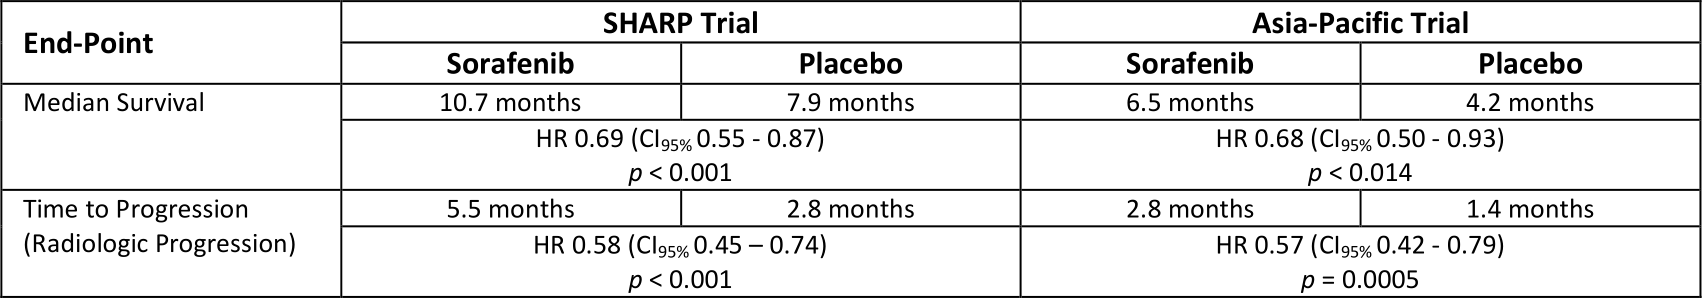 End-Point
SHARP Trial
Asia-Pacific Trial
Sorafenib
Placebo
Sorafenib
Placebo
Median Survival
10.7 months
7.9 months
6.5 months
4.2 months
HR 0.69 (CI95% 0.55 - 0.87)
p < 0.001
HR 0.68 (CI95% 0.50 - 0.93)
p < 0.014
Time to Progression
(Radiologic Progression)
5.5 months
2.8 months
2.8 months
1.4 months
HR 0.58 (CI95% 0.45 – 0.74)
p < 0.001
HR 0.57 (CI95% 0.42 - 0.79)
p = 0.0005